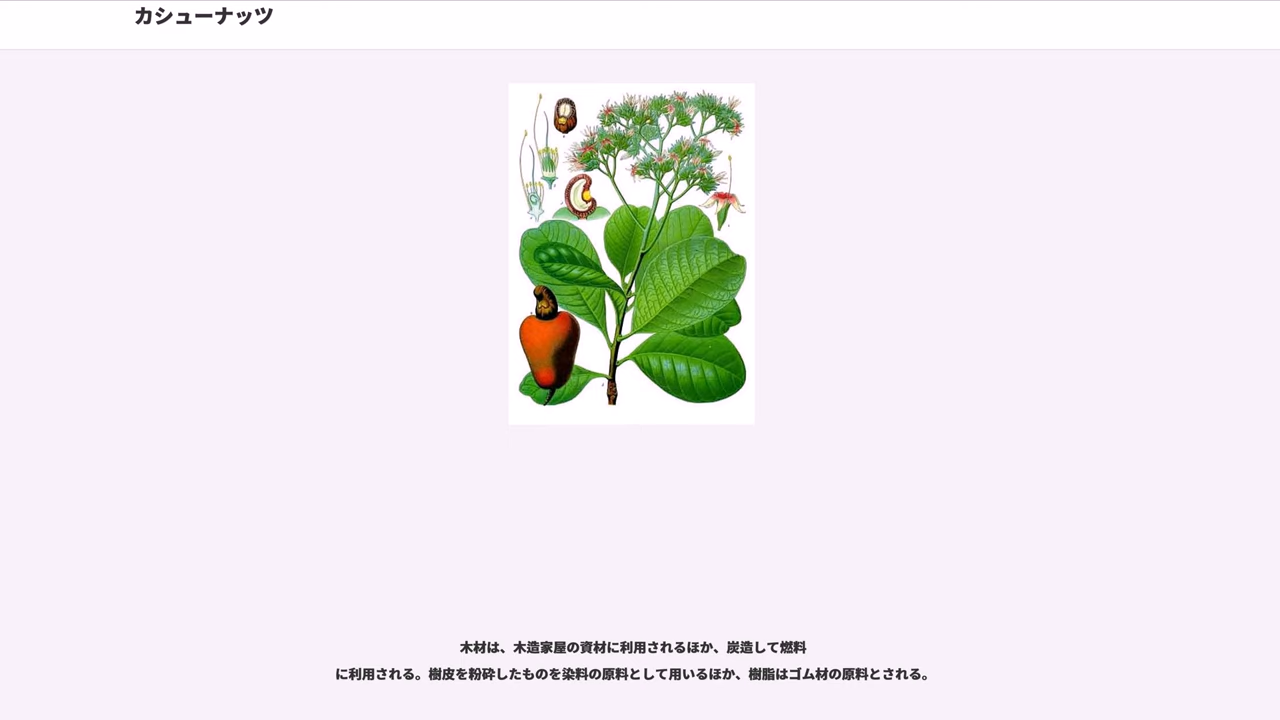 カシューナッツ
木材は、木造家屋の資材に利用されるほか、炭造して燃料
に利用される。樹皮を粉砕したものを染料の原料として用いるほか、樹脂はゴム材の原料とされる。